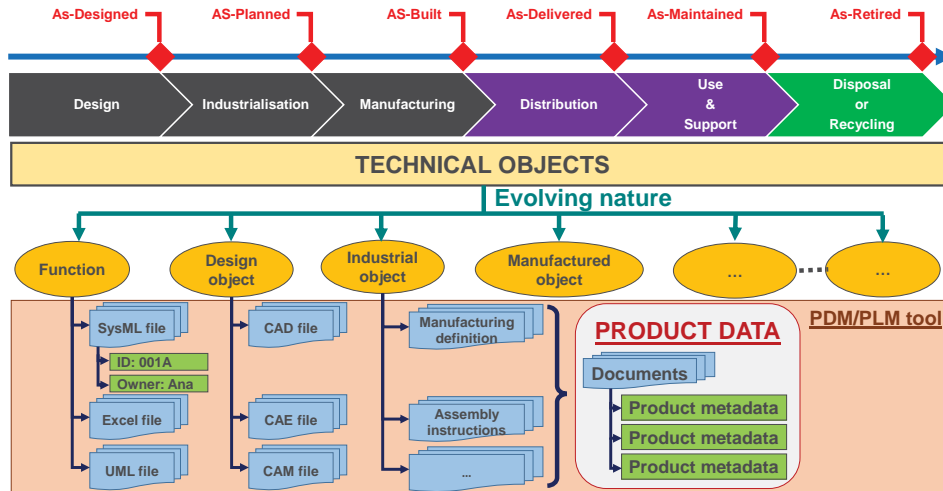 As-Designed
AS-Planned
AS-Built
As-Delivered
As-Maintained
As-Retired
Design
Industrialisation
Manufacturing
Distribution
Use
&
Support
Disposal
or
Recycling
TECHNICAL OBJECTS
Evolving nature
Function
Design
object
Industrial
object
Manufactured
object
...
...
SysML file
ID: 001A
Owner: Ana
Excel file
UML file
CAD file
CAE file
CAM file
Manufacturing
definition
Assembly
instructions
...
PRODUCT DATA
Documents
Product metadata
Product metadata
Product metadata
PDM/PLM tool